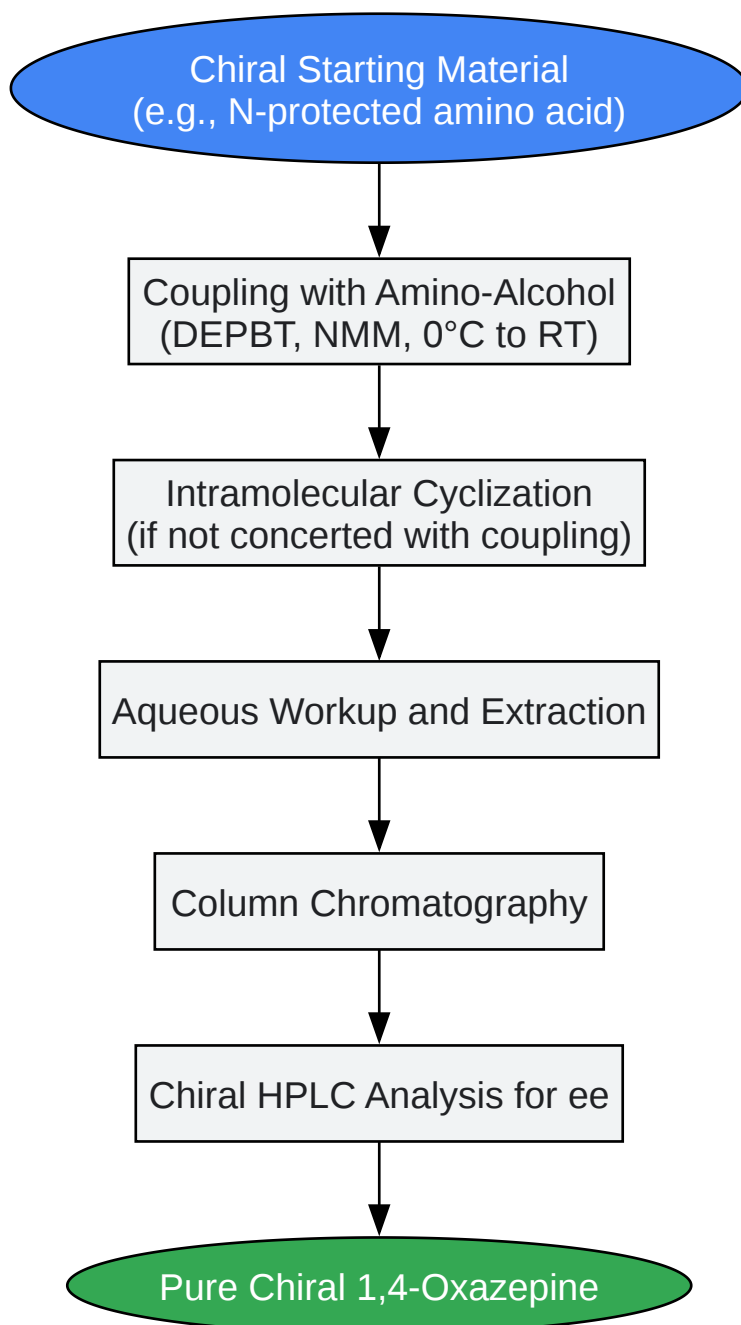 Chiral Starting Material
(e.g., N-protected amino acid)
Coupling with Amino-Alcohol
(DEPBT, NMM, 0°C to RT)
Intramolecular Cyclization
(if not concerted with coupling)
Aqueous Workup and Extraction
Column Chromatography
Chiral HPLC Analysis for ee
Pure Chiral 1,4-Oxazepine